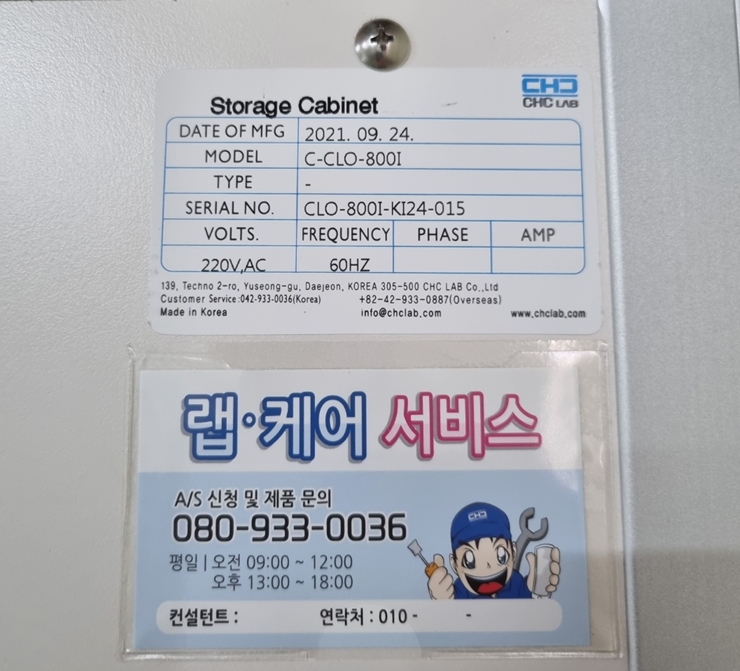 CHC
CHC LAB
Storage Cabinet
DATE OF MFG 2021. 09. 24.
MODEL C-CLO-800I
TYPE -
SERIAL NO. CLO-800I-KI24-015
VOLTS. FREQUENCY PHASE AMP
220V,AC 60HZ
139, Techno 2-ro, Yuseong-gu, Daejeon, KOREA 305-500 CHC LAB Co.,Ltd
Customer Service:042-933-0036(Korea) +82-42-933-0887(Overseas)
Made in Korea info@chclab.com www.chclab.com
랩·케어 서비스
A/S 신청 및 제품 문의
080-933-0036
평일 | 오전 09:00 ~ 12:00
오후 13:00 ~ 18:00
CHC
컨설턴트 : 연락처 : 010 - -